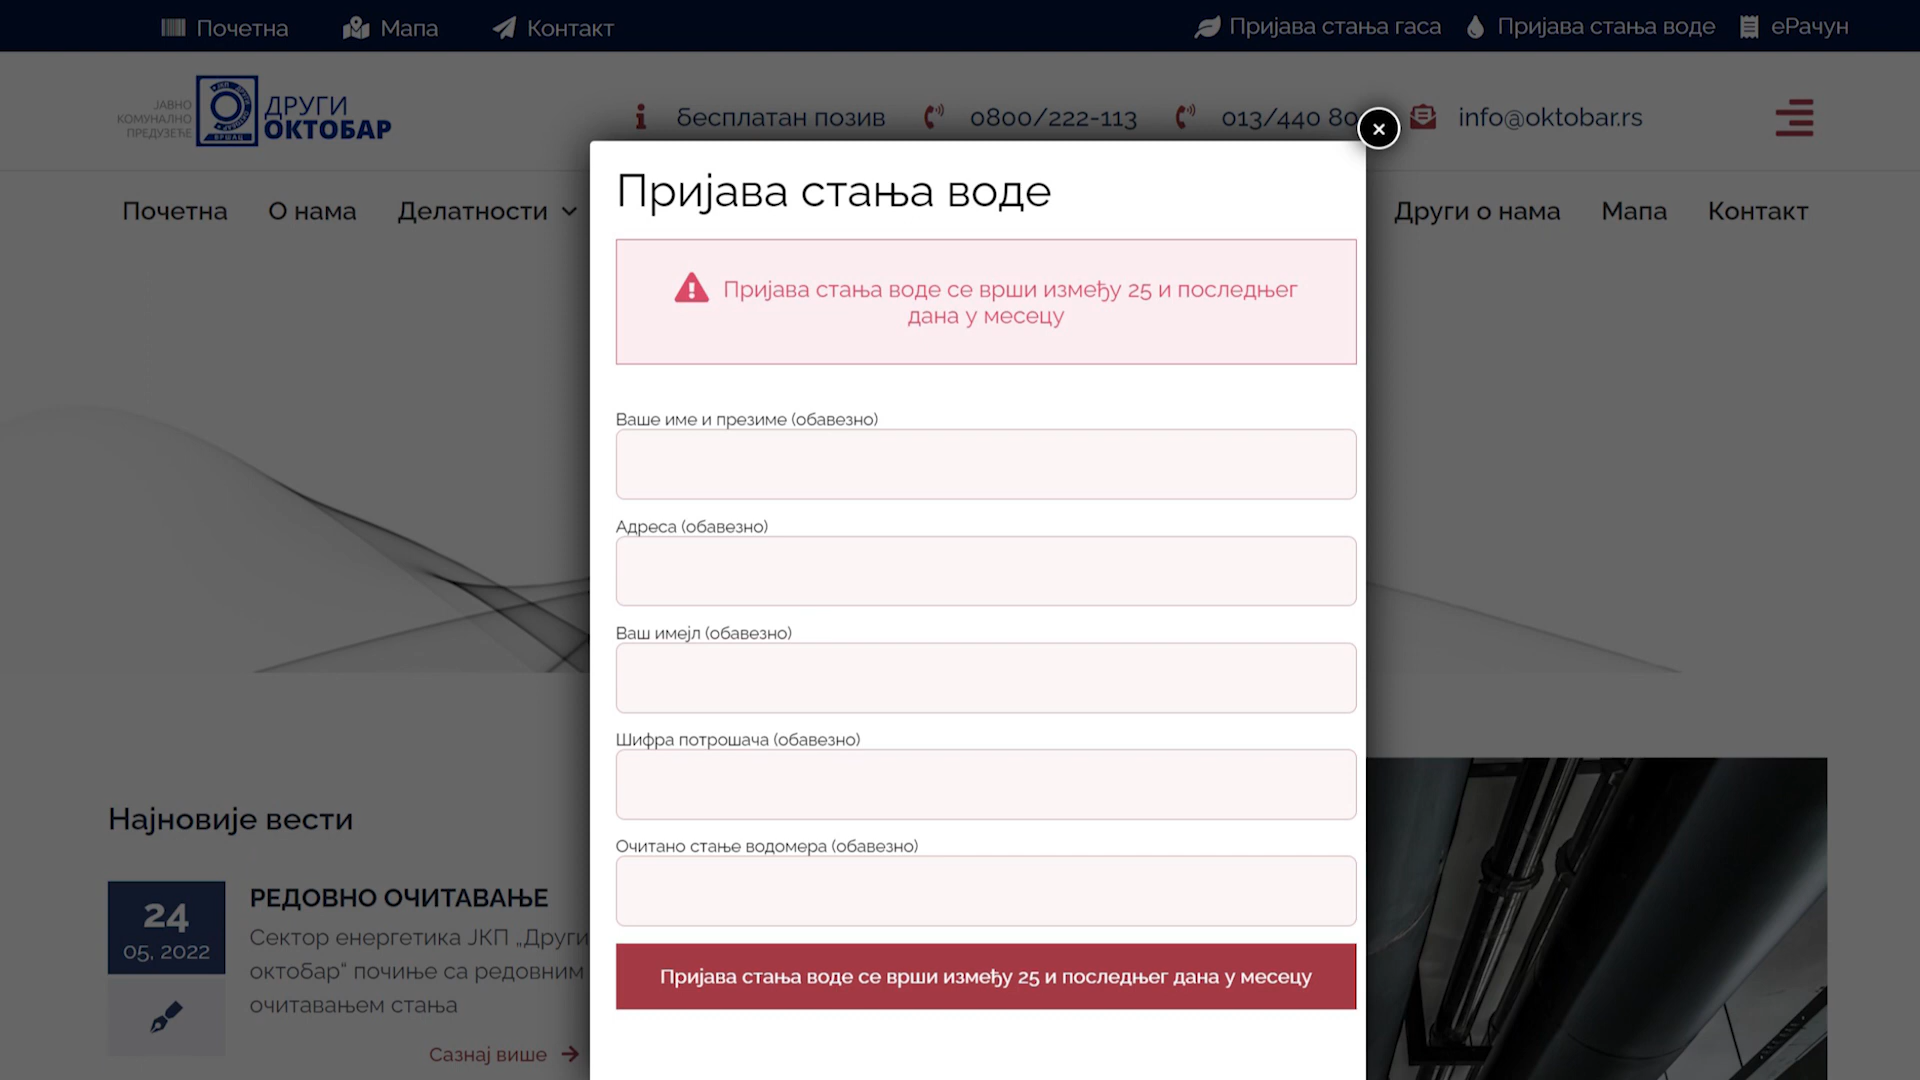 Почетна
Мапа
Контакт
Пријава стања гаса
Пријава стања воде
еРачун
ЈАВНО
КОМУНАЛНО
ПРЕДУЗЕЋЕ
ВРШАЦ
ДРУГИ
ОКТОБАР
бесплатан позив
0800/222-113
013/440 80
info@oktobar.rs
Почетна
О нама
Делатности
Други о нама
Мапа
Контакт
Пријава стања воде
Пријава стања воде се врши између 25 и последњег
дана у месецу
Ваше име и презиме (обавезно)
Адреса (обавезно)
Ваш имејл (обавезно)
Шифра потрошача (обавезно)
Очитано стање водомера (обавезно)
Пријава стања воде се врши између 25 и последњег дана у месецу
Најновије вести
24
05, 2022
РЕДОВНО ОЧИТАВАЊЕ
Сектор енергетика ЈКП „Други
октобар“ почиње са редовним
очитавањем стања
Сазнај више